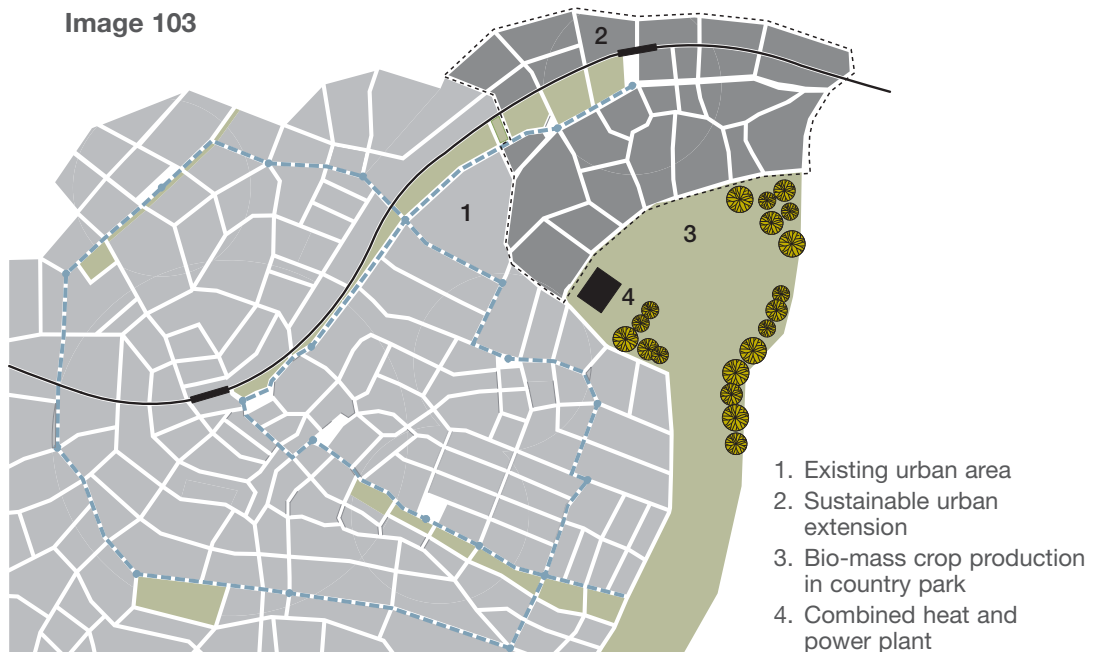 Image 103
2
1
3
4
1. Existing urban area
2. Sustainable urban
extension
3. Bio-mass crop production
in country park
4. Combined heat and
power plant